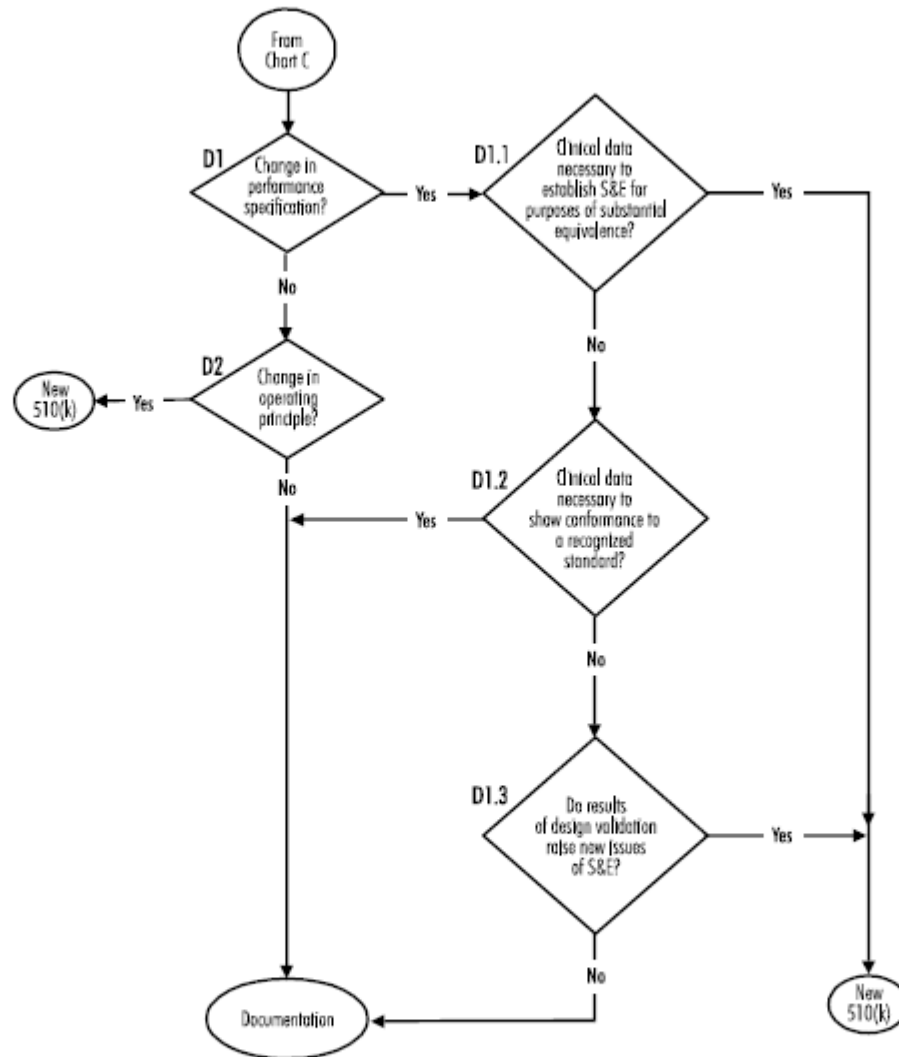 From
Chart C
D1
Change in
performance
specification?
Yes
D1.1
Clinical data
necessary to
establish S&E for
purposes of substantial
equivalence?
Yes
No
No
D2
Change in
operating
principle?
Yes
New
510(k)
No
D1.2
Clinical data
necessary to
show conformance to
a recognized
standard?
Yes
No
D1.3
Do results
of design validation
raise new issues
of S&E?
Yes
No
Documentation
New
510(k)